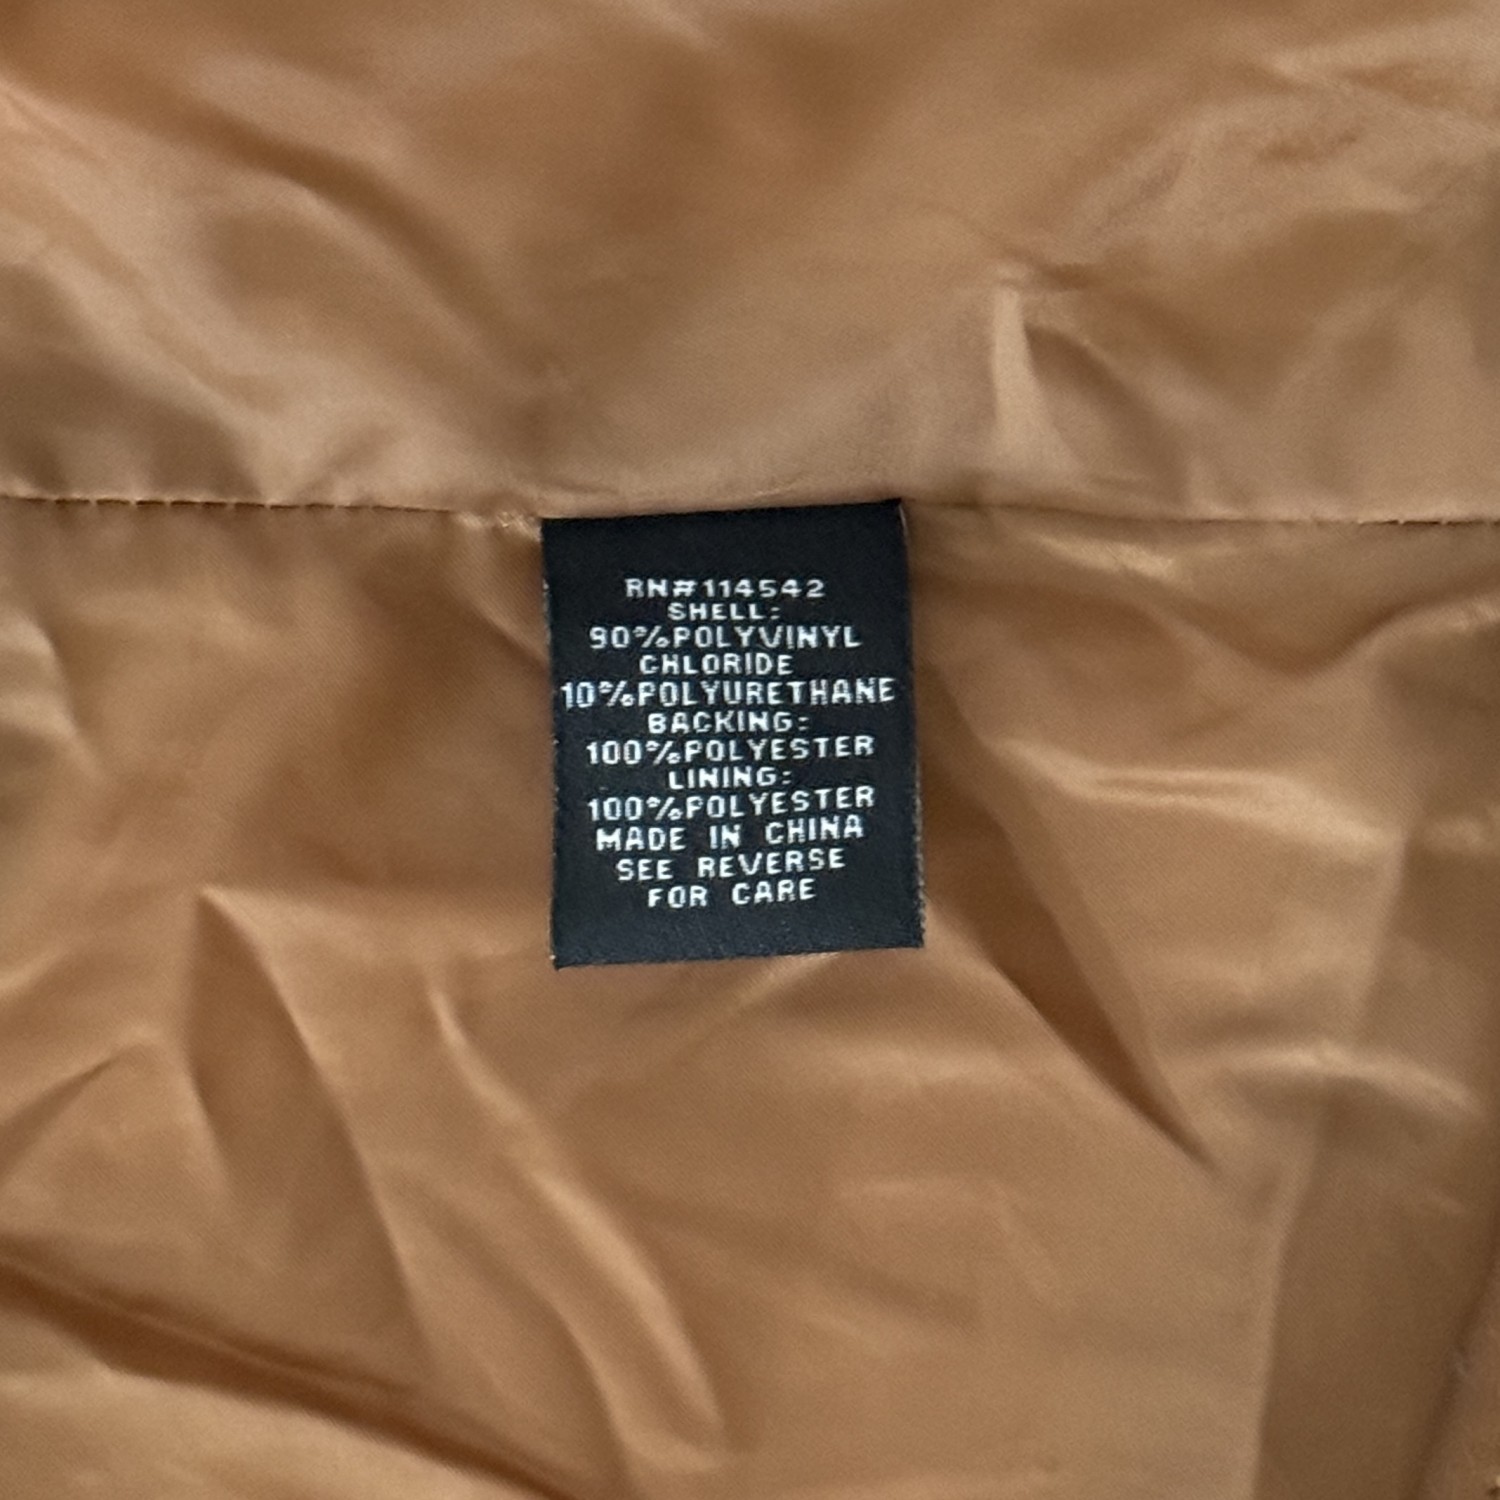 RN#114542
SHELL:
90%POLYVINYL
CHLORIDE
10%POLYURETHANE
BACKING:
100%POLYESTER
LINING:
100%POLYESTER
MADE IN CHINA
SEE REVERSE
FOR CARE